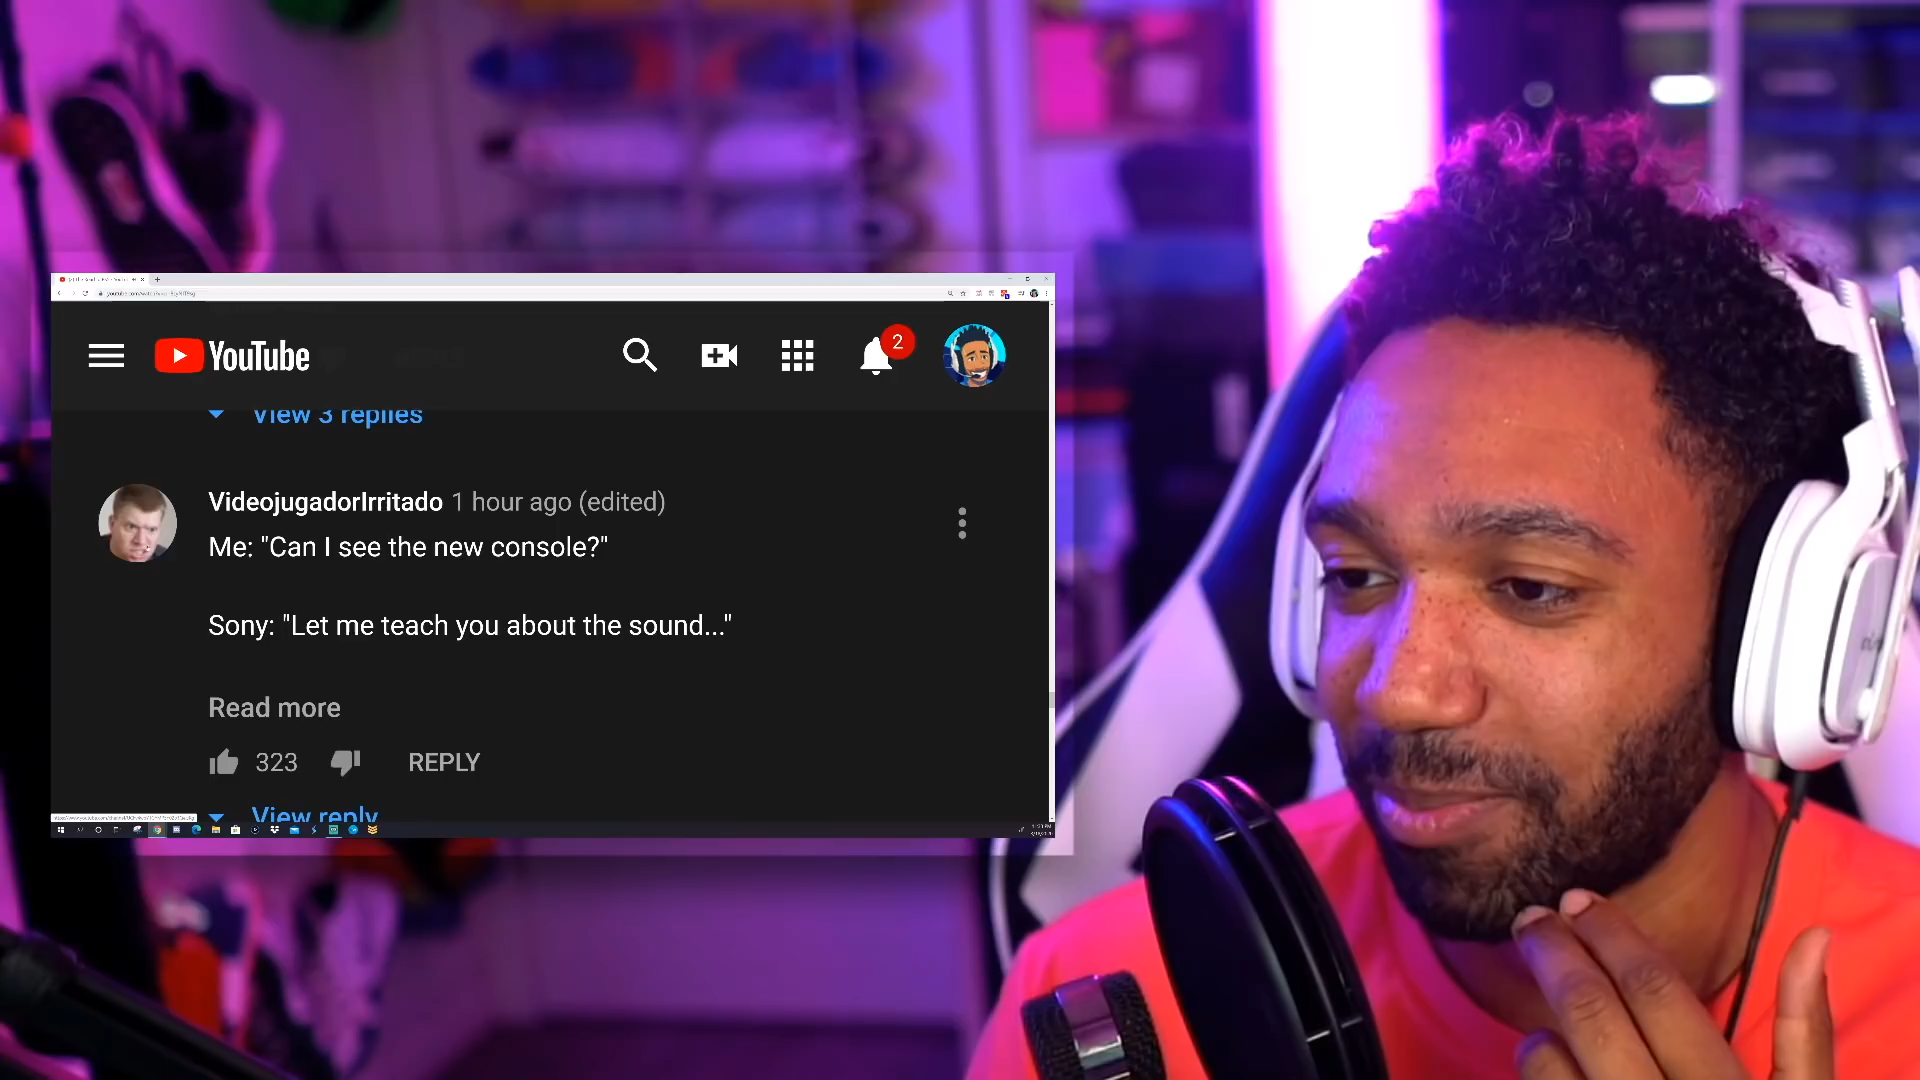 YouTube
2
View 3 replies
VideojugadorIrritado 1 hour ago (edited)
Me: "Can I see the new console?"
Sony: "Let me teach you about the sound..."
Read more
323 REPLY
View reply